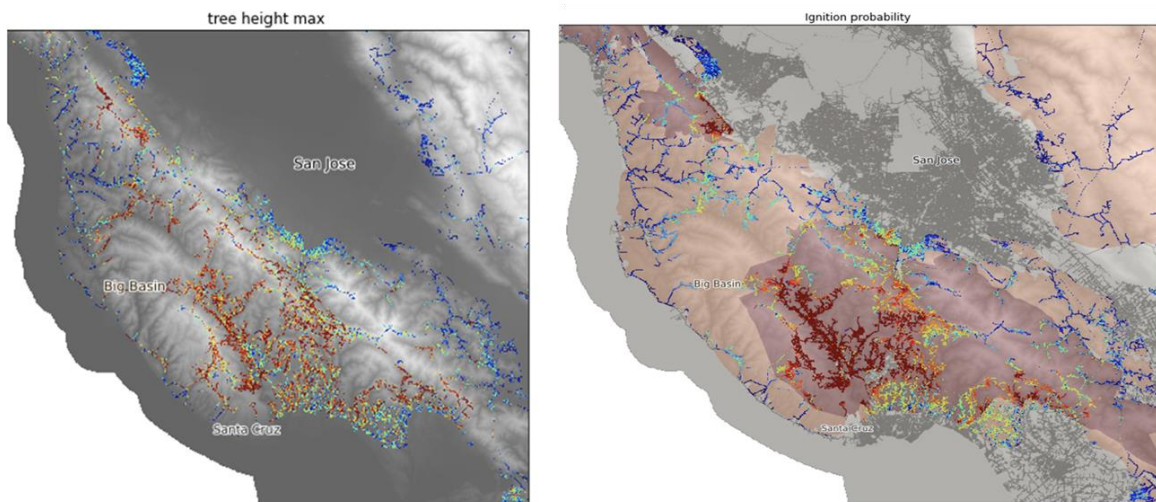 tree height max
Ignition probability
San Jose
San Jose
Big Basin
Big Basin
Santa Cruz
Santa Cruz